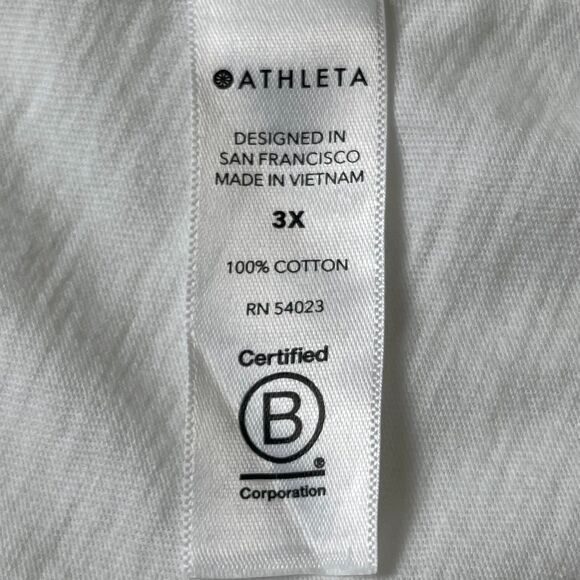 ATHLETA
DESIGNED IN
SAN FRANCISCO
MADE IN VIETNAM
3X
100% COTTON
RN 54023
Certified
B
®
Corporation